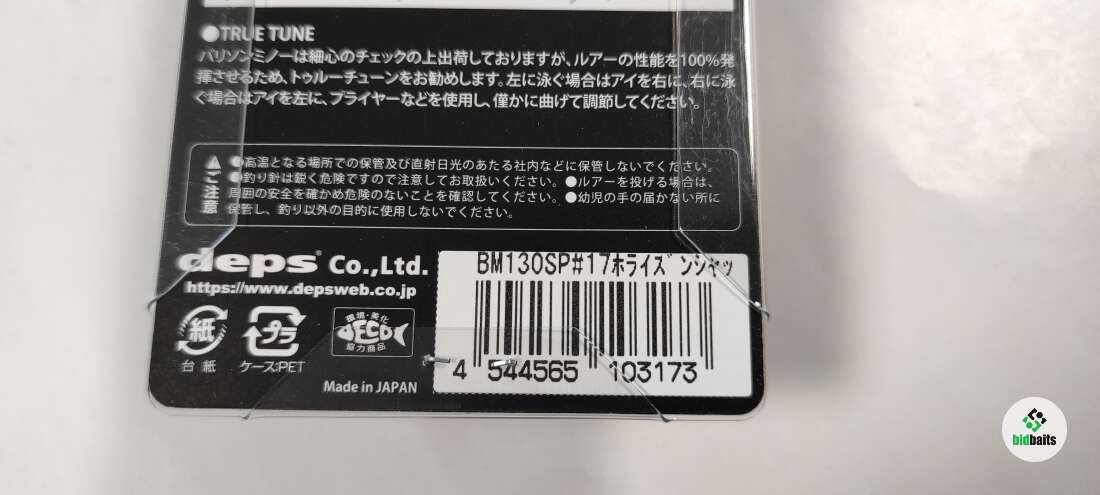 ●TRUE TUNE
バリソンミノーは細心のチェックの上出荷しておりますが、ルアーの性能を100%発
揮させるため、トゥルーチューンをお勧めします。左に泳ぐ場合はアイを右に、右に泳
ぐ場合はアイを左に、プライヤーなどを使用し、僅かに曲げて調節してください。
ご注意
●高温となる場所での保管及び直射日光のあたる社内などに保管しないでください。
●釣り針は鋭く危険ですので注意してお取扱いください。●ルアーを投げる場合は、
周囲の安全を確かめ危険のないことを確認してください。●幼児の手の届かない所に
保管し、釣り以外の目的に使用しないでください。
deps® Co.,Ltd.
https://www.depsweb.co.jp
紙
台紙
プラ
ケース:PET
環境・美化
ECO
協力商品
Made in JAPAN
BM130SP#17ホライズンシャッ
4 544565 103173
bidbaits